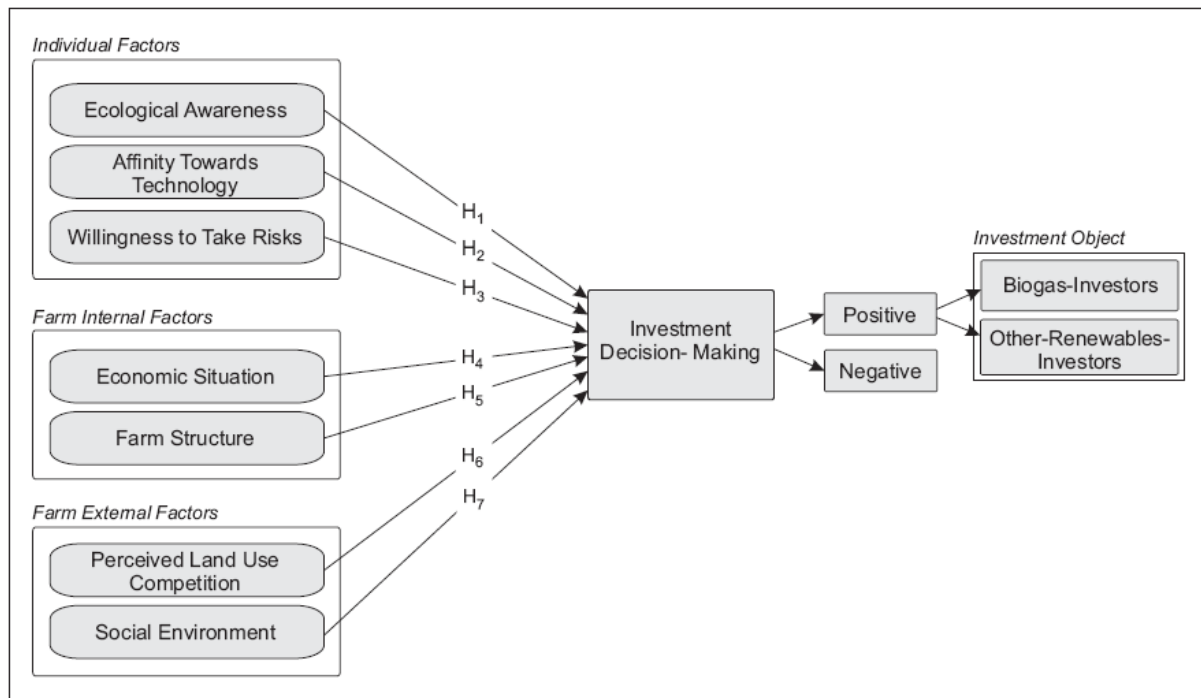 Individual Factors
Ecological Awareness
Affinity Towards
Technology
Willingness to Take Risks
Farm Internal Factors
Economic Situation
Farm Structure
Farm External Factors
Perceived Land Use
Competition
Social Environment
H1
H2
H3
H4
H5
H6
H7
Investment
Decision- Making
Positive
Negative
Investment Object
Biogas-Investors
Other-Renewables-
Investors